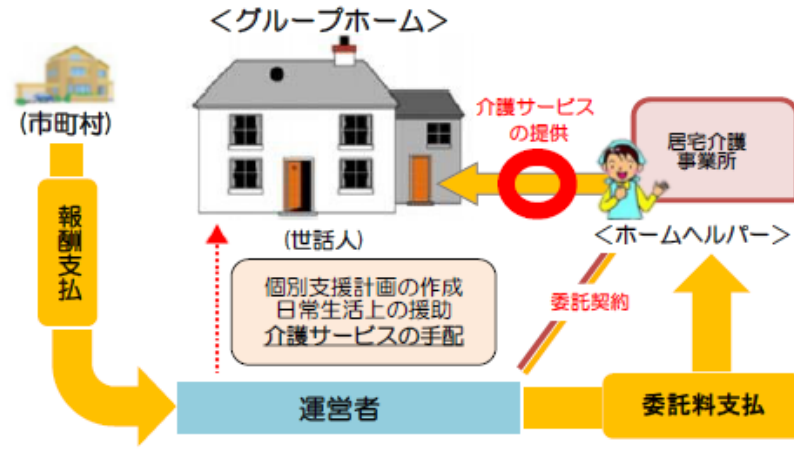 ＜グループホーム＞
(市町村)
介護サービス
の提供
居宅介護
事業所
(世話人)
＜ホームヘルパー＞
報酬支払
個別支援計画の作成
日常生活上の援助
介護サービスの手配
委託契約
運営者
委託料支払